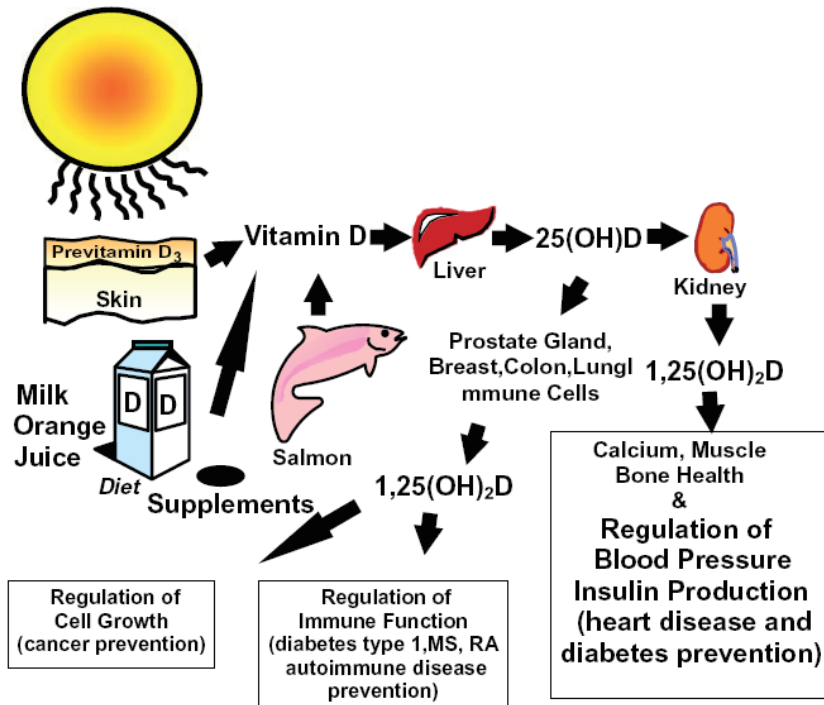 Vitamin D
Liver
25(OH)D
Kidney
Previtamin D₃
Skin
Prostate Gland,
Breast,Colon,Lungl
mmune Cells
1,25(OH)₂D
Milk
Orange
Juice
D D
Diet
Supplements
Salmon
1,25(OH)₂D
Calcium, Muscle
Bone Health
&
Regulation of
Blood Pressure
Insulin Production
(heart disease and
diabetes prevention)
Regulation of
Cell Growth
(cancer prevention)
Regulation of
Immune Function
(diabetes type 1,MS, RA
autoimmune disease
prevention)